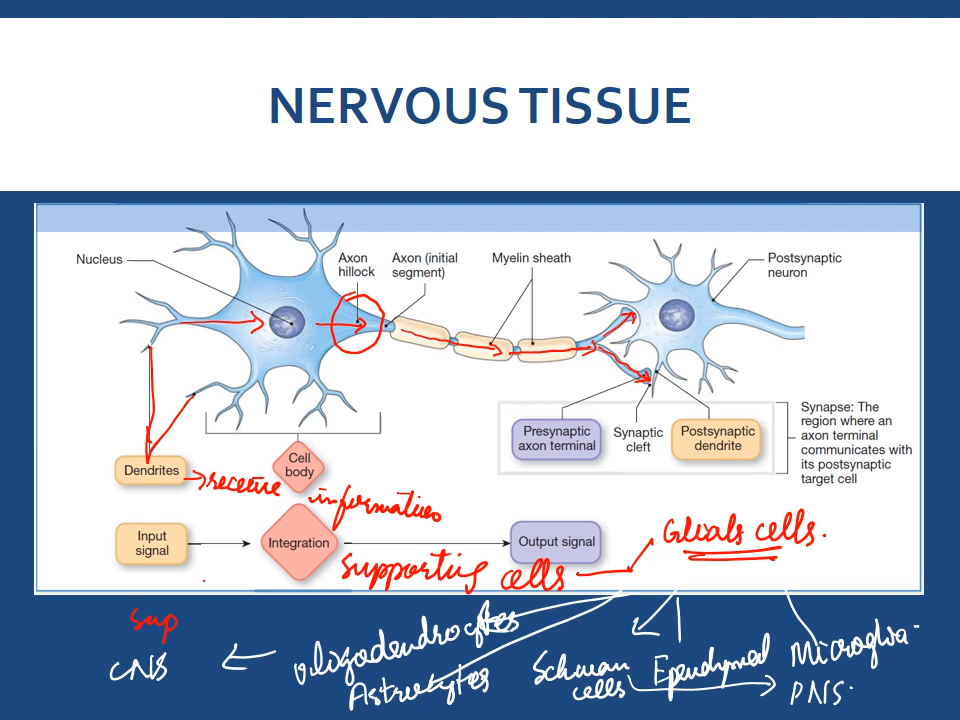 NERVOUS TISSUE
Nucleus
Axon
hillock
Axon (initial
segment)
Myelin sheath
Postsynaptic
neuron
Presynaptic
axon terminal
Synaptic
cleft
Postsynaptic
dendrite
Synapse: The
region where an
axon terminal
communicates with
its postsynaptic
target cell
Dendrites
Cell
body
receive information
Input
signal
Integration
Output signal
Glials cells.
supporting cells
Sup
CNS
oligodendrocytes
Astrocytes
Schwan
cells
Ependymal
Microglia
PNS.